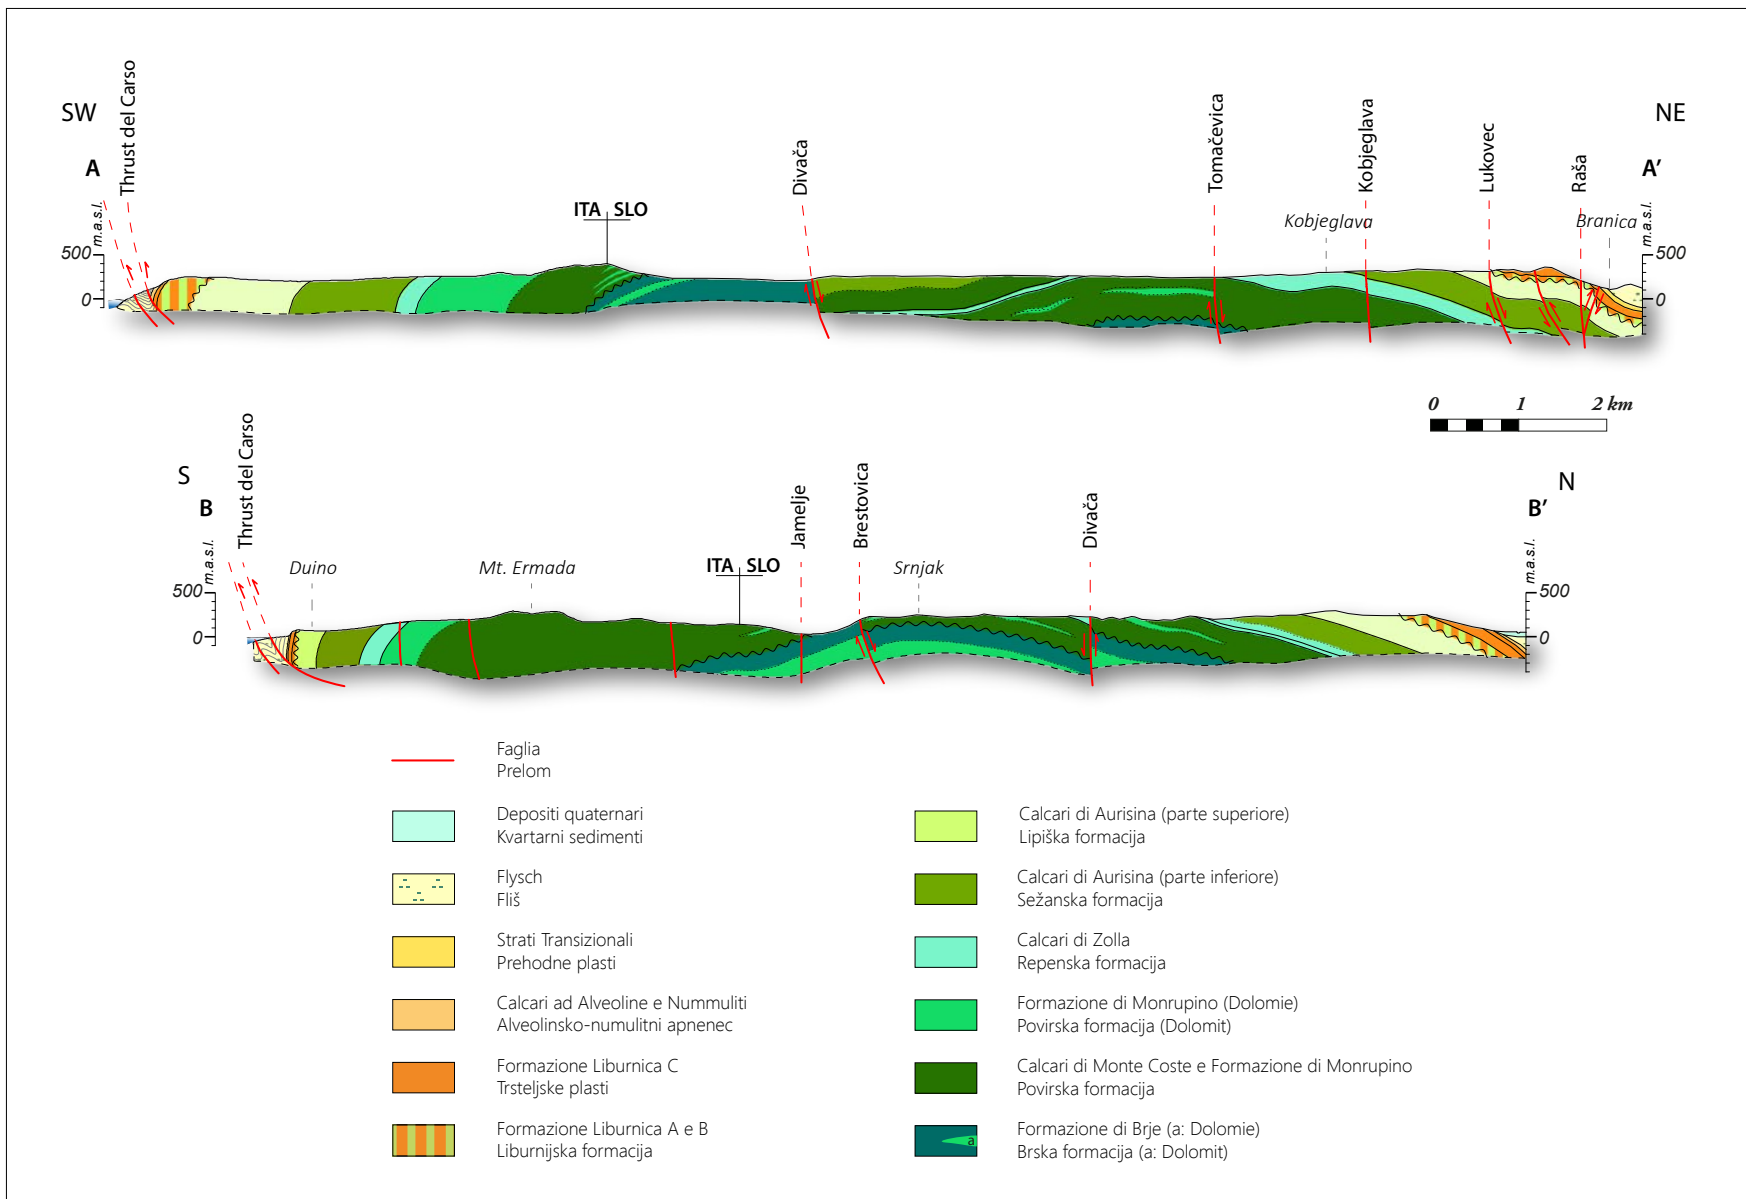 SW
NE
A
A’
Thrust del Carso
Divača
Tomačevica
Kobjeglava
Lukovec
Raša
ITA SLO
Kobjeglava
Branica
m.a.s.l.
500
0
m.a.s.l.
500
0
0 1 2 km
S
N
B
B’
Thrust del Carso
Jamelje
Brestovica
Divača
Duino
Mt. Ermada
ITA SLO
Srnjak
m.a.s.l.
500
0
m.a.s.l.
500
0
Faglia
Prelom
Depositi quaternari
Kvartarni sedimenti
Flysch
Fliš
Strati Transizionali
Prehodne plasti
Calcari ad Alveoline e Nummuliti
Alveolinsko-numulitni apnenec
Formazione Liburnica C
Trsteljske plasti
Formazione Liburnica A e B
Liburnijska formacija
Calcari di Aurisina (parte superiore)
Lipiška formacija
Calcari di Aurisina (parte inferiore)
Sežanska formacija
Calcari di Zolla
Repenska formacija
Formazione di Monrupino (Dolomie)
Povirska formacija (Dolomit)
Calcari di Monte Coste e Formazione di Monrupino
Povirska formacija
a
Formazione di Brje (a: Dolomie)
Brska formacija (a: Dolomit)